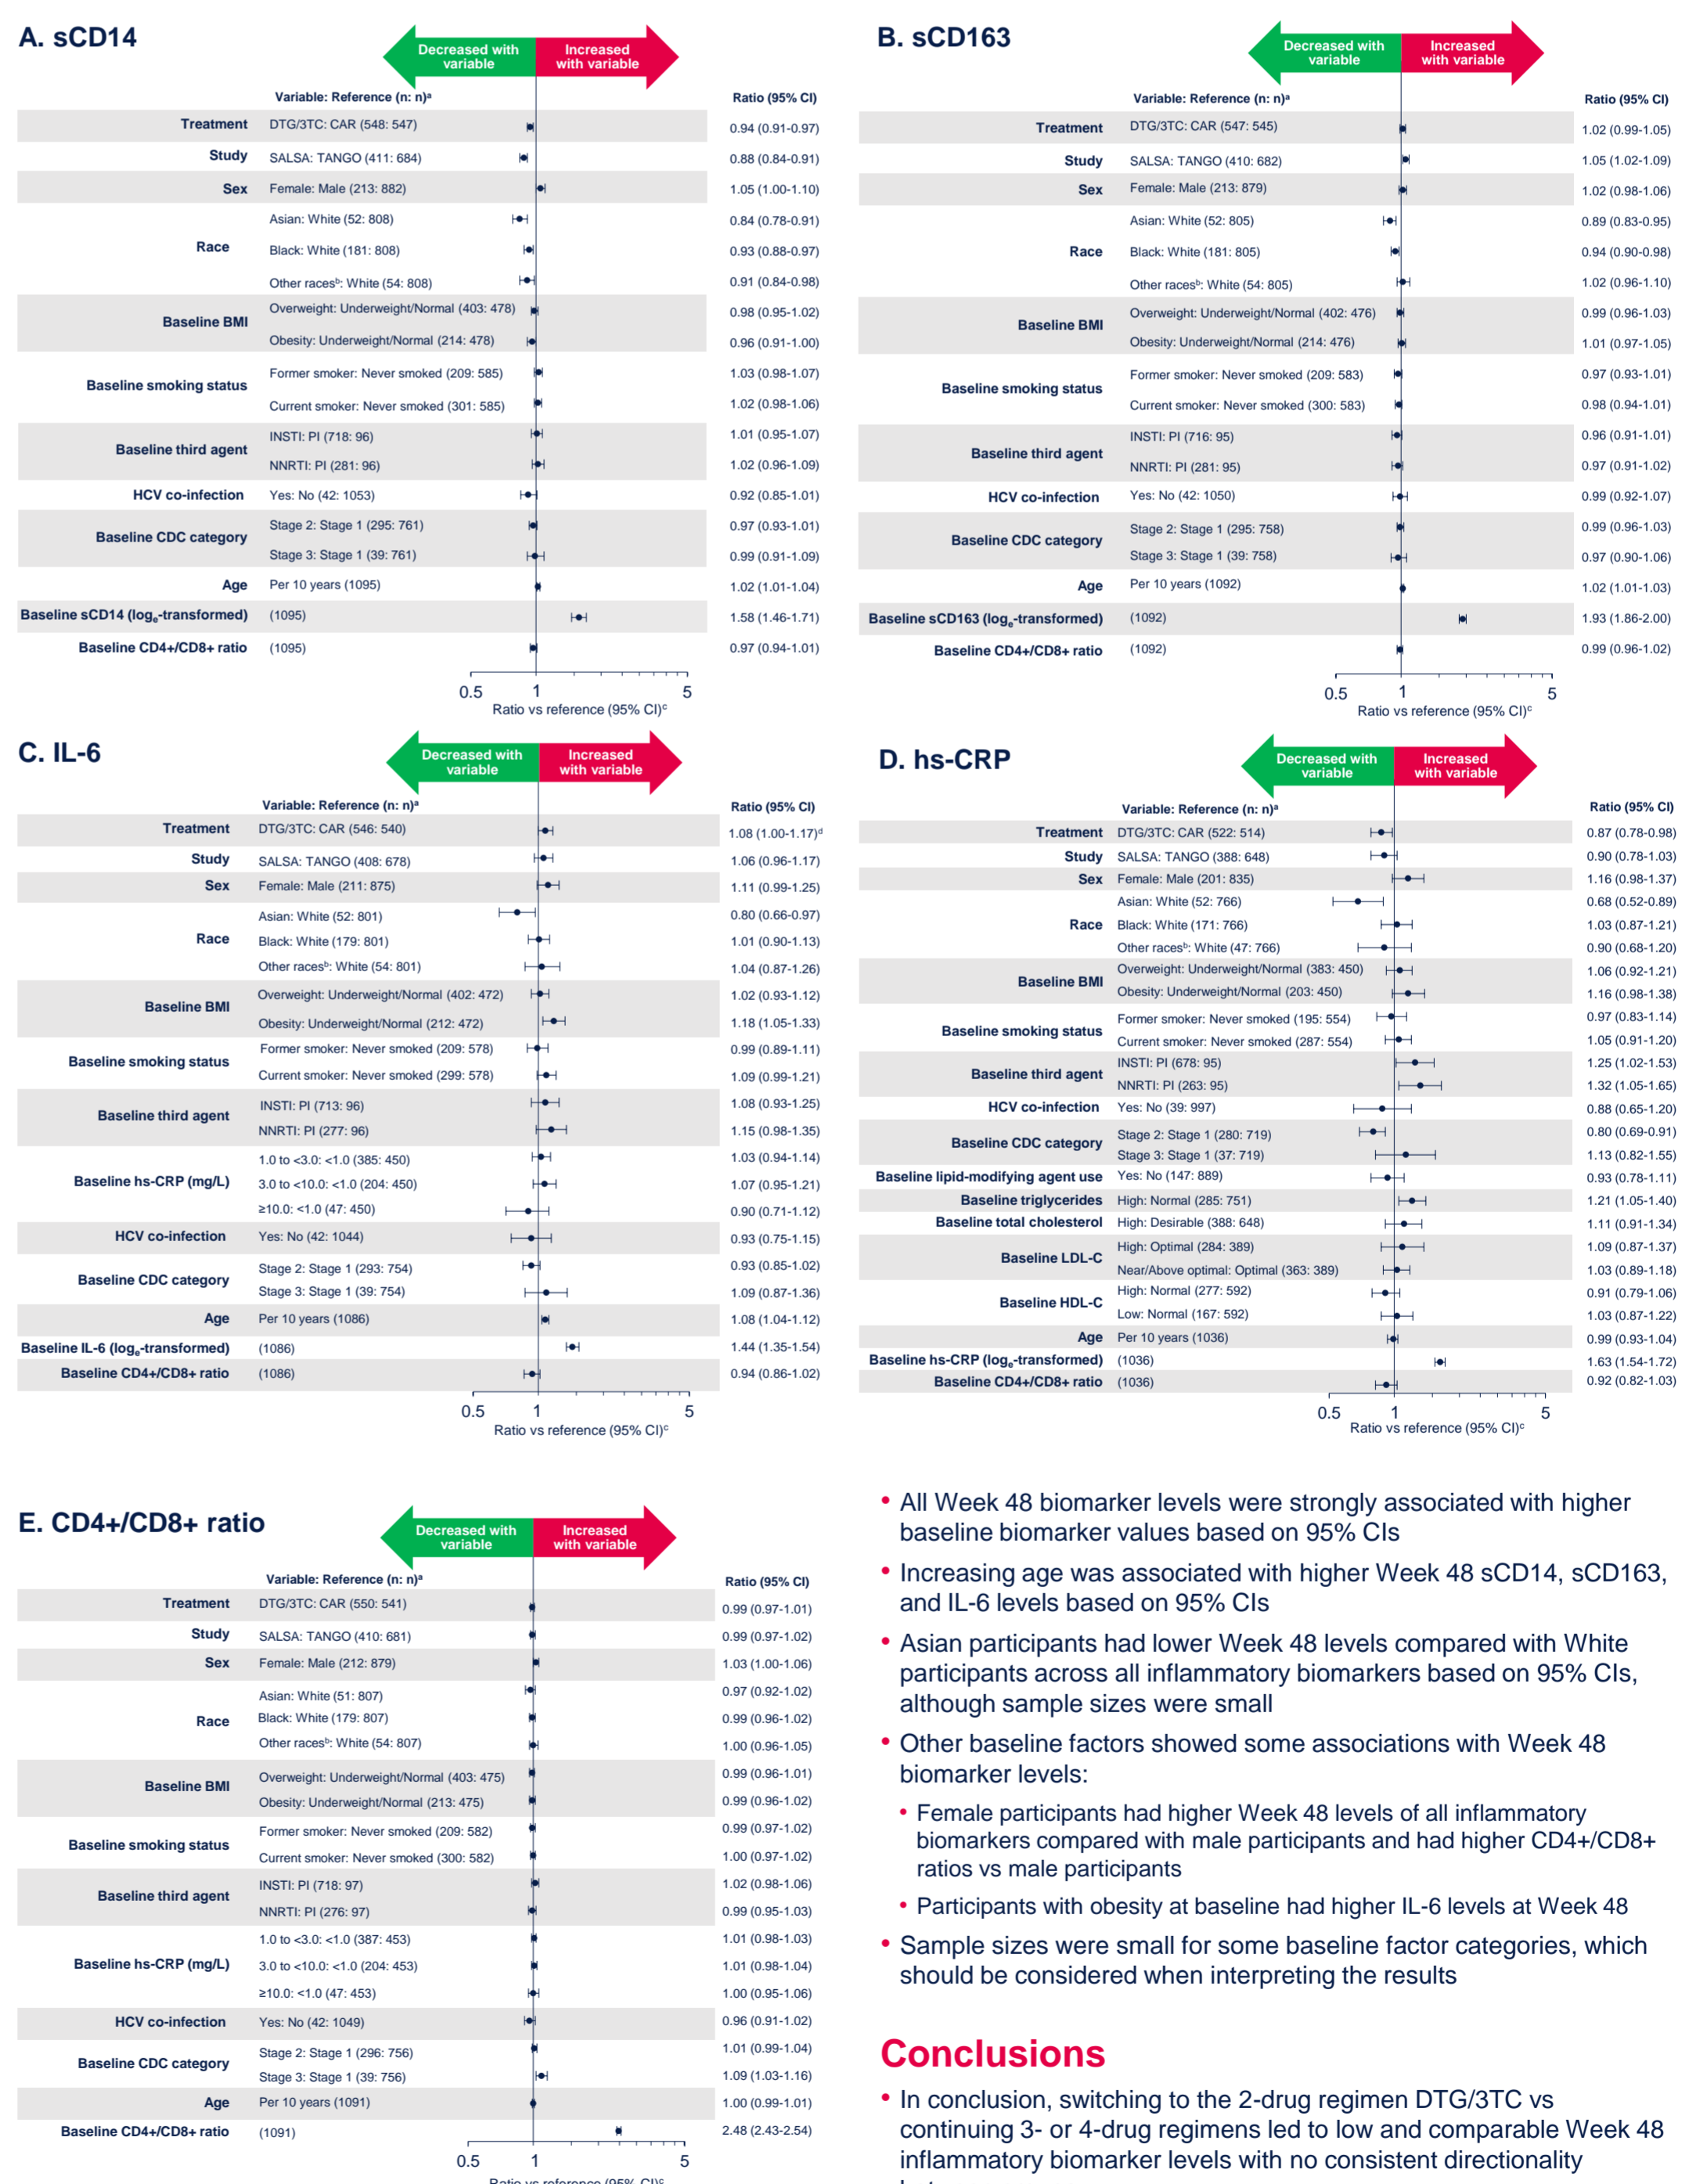 A. sCD14
Decreased with variable
Increased with variable
Variable: Reference (n: n)ᵃ
Ratio (95% CI)
Treatment DTG/3TC: CAR (548: 547) 0.94 (0.91-0.97)
Study SALSA: TANGO (411: 684) 0.88 (0.84-0.91)
Sex Female: Male (213: 882) 1.05 (1.00-1.10)
Race
Asian: White (52: 808) 0.84 (0.78-0.91)
Black: White (181: 808) 0.93 (0.88-0.97)
Other racesᵇ: White (54: 808) 0.91 (0.84-0.98)
Baseline BMI
Overweight: Underweight/Normal (403: 478) 0.98 (0.95-1.02)
Obesity: Underweight/Normal (214: 478) 0.96 (0.91-1.00)
Baseline smoking status
Former smoker: Never smoked (209: 585) 1.03 (0.98-1.07)
Current smoker: Never smoked (301: 585) 1.02 (0.98-1.06)
Baseline third agent
INSTI: PI (718: 96) 1.01 (0.95-1.07)
NNRTI: PI (281: 96) 1.02 (0.96-1.09)
HCV co-infection Yes: No (42: 1053) 0.92 (0.85-1.01)
Baseline CDC category
Stage 2: Stage 1 (295: 761) 0.97 (0.93-1.01)
Stage 3: Stage 1 (39: 761) 0.99 (0.91-1.09)
Age Per 10 years (1095) 1.02 (1.01-1.04)
Baseline sCD14 (logₑ-transformed) (1095) 1.58 (1.46-1.71)
Baseline CD4+/CD8+ ratio (1095) 0.97 (0.94-1.01)
0.5 1 5
Ratio vs reference (95% CI)ᶜ
B. sCD163
Decreased with variable
Increased with variable
Variable: Reference (n: n)ᵃ
Ratio (95% CI)
Treatment DTG/3TC: CAR (547: 545) 1.02 (0.99-1.05)
Study SALSA: TANGO (410: 682) 1.05 (1.02-1.09)
Sex Female: Male (213: 879) 1.02 (0.98-1.06)
Race
Asian: White (52: 805) 0.89 (0.83-0.95)
Black: White (181: 805) 0.94 (0.90-0.98)
Other racesᵇ: White (54: 805) 1.02 (0.96-1.10)
Baseline BMI
Overweight: Underweight/Normal (402: 476) 0.99 (0.96-1.03)
Obesity: Underweight/Normal (214: 476) 1.01 (0.97-1.05)
Baseline smoking status
Former smoker: Never smoked (209: 583) 0.97 (0.93-1.01)
Current smoker: Never smoked (300: 583) 0.98 (0.94-1.01)
Baseline third agent
INSTI: PI (716: 95) 0.96 (0.91-1.01)
NNRTI: PI (281: 95) 0.97 (0.91-1.02)
HCV co-infection Yes: No (42: 1050) 0.99 (0.92-1.07)
Baseline CDC category
Stage 2: Stage 1 (295: 758) 0.99 (0.96-1.03)
Stage 3: Stage 1 (39: 758) 0.97 (0.90-1.06)
Age Per 10 years (1092) 1.02 (1.01-1.03)
Baseline sCD163 (logₑ-transformed) (1092) 1.93 (1.86-2.00)
Baseline CD4+/CD8+ ratio (1092) 0.99 (0.96-1.02)
0.5 1 5
Ratio vs reference (95% CI)ᶜ
C. IL-6
Decreased with variable
Increased with variable
Variable: Reference (n: n)ᵃ
Ratio (95% CI)
Treatment DTG/3TC: CAR (546: 540) 1.08 (1.00-1.17)ᵈ
Study SALSA: TANGO (408: 678) 1.06 (0.96-1.17)
Sex Female: Male (211: 875) 1.11 (0.99-1.25)
Race
Asian: White (52: 801) 0.80 (0.66-0.97)
Black: White (179: 801) 1.01 (0.90-1.13)
Other racesᵇ: White (54: 801) 1.04 (0.87-1.26)
Baseline BMI
Overweight: Underweight/Normal (402: 472) 1.02 (0.93-1.12)
Obesity: Underweight/Normal (212: 472) 1.18 (1.05-1.33)
Baseline smoking status
Former smoker: Never smoked (209: 578) 0.99 (0.89-1.11)
Current smoker: Never smoked (299: 578) 1.09 (0.99-1.21)
Baseline third agent
INSTI: PI (713: 96) 1.08 (0.93-1.25)
NNRTI: PI (277: 96) 1.15 (0.98-1.35)
Baseline hs-CRP (mg/L)
1.0 to <3.0: <1.0 (385: 450) 1.03 (0.94-1.14)
3.0 to <10.0: <1.0 (204: 450) 1.07 (0.95-1.21)
≥10.0: <1.0 (47: 450) 0.90 (0.71-1.12)
HCV co-infection Yes: No (42: 1044) 0.93 (0.75-1.15)
Baseline CDC category
Stage 2: Stage 1 (293: 754) 0.93 (0.85-1.02)
Stage 3: Stage 1 (39: 754) 1.09 (0.87-1.36)
Age Per 10 years (1086) 1.08 (1.04-1.12)
Baseline IL-6 (logₑ-transformed) (1086) 1.44 (1.35-1.54)
Baseline CD4+/CD8+ ratio (1086) 0.94 (0.86-1.02)
0.5 1 5
Ratio vs reference (95% CI)ᶜ
D. hs-CRP
Decreased with variable
Increased with variable
Variable: Reference (n: n)ᵃ
Ratio (95% CI)
Treatment DTG/3TC: CAR (522: 514) 0.87 (0.78-0.98)
Study SALSA: TANGO (388: 648) 0.90 (0.78-1.03)
Sex Female: Male (201: 835) 1.16 (0.98-1.37)
Race
Asian: White (52: 766) 0.68 (0.52-0.89)
Black: White (171: 766) 1.03 (0.87-1.21)
Other racesᵇ: White (47: 766) 0.90 (0.68-1.20)
Baseline BMI
Overweight: Underweight/Normal (383: 450) 1.06 (0.92-1.21)
Obesity: Underweight/Normal (203: 450) 1.16 (0.98-1.38)
Baseline smoking status
Former smoker: Never smoked (195: 554) 0.97 (0.83-1.14)
Current smoker: Never smoked (287: 554) 1.05 (0.91-1.20)
Baseline third agent
INSTI: PI (678: 95) 1.25 (1.02-1.53)
NNRTI: PI (263: 95) 1.32 (1.05-1.65)
HCV co-infection Yes: No (39: 997) 0.88 (0.65-1.20)
Baseline CDC category
Stage 2: Stage 1 (280: 719) 0.80 (0.69-0.91)
Stage 3: Stage 1 (37: 719) 1.13 (0.82-1.55)
Baseline lipid-modifying agent use Yes: No (147: 889) 0.93 (0.78-1.11)
Baseline triglycerides High: Normal (285: 751) 1.21 (1.05-1.40)
Baseline total cholesterol High: Desirable (388: 648) 1.11 (0.91-1.34)
Baseline LDL-C
High: Optimal (284: 389) 1.09 (0.87-1.37)
Near/Above optimal: Optimal (363: 389) 1.03 (0.89-1.18)
Baseline HDL-C
High: Normal (277: 592) 0.91 (0.79-1.06)
Low: Normal (167: 592) 1.03 (0.87-1.22)
Age Per 10 years (1036) 0.99 (0.93-1.04)
Baseline hs-CRP (logₑ-transformed) (1036) 1.63 (1.54-1.72)
Baseline CD4+/CD8+ ratio (1036) 0.92 (0.82-1.03)
0.5 1 5
Ratio vs reference (95% CI)ᶜ
E. CD4+/CD8+ ratio
Decreased with variable
Increased with variable
Variable: Reference (n: n)ᵃ
Ratio (95% CI)
Treatment DTG/3TC: CAR (550: 541) 0.99 (0.97-1.01)
Study SALSA: TANGO (410: 681) 0.99 (0.97-1.02)
Sex Female: Male (212: 879) 1.03 (1.00-1.06)
Race
Asian: White (51: 807) 0.97 (0.92-1.02)
Black: White (179: 807) 0.99 (0.96-1.02)
Other racesᵇ: White (54: 807) 1.00 (0.96-1.05)
Baseline BMI
Overweight: Underweight/Normal (403: 475) 0.99 (0.96-1.01)
Obesity: Underweight/Normal (213: 475) 0.99 (0.96-1.02)
Baseline smoking status
Former smoker: Never smoked (209: 582) 0.99 (0.97-1.02)
Current smoker: Never smoked (300: 582) 1.00 (0.97-1.02)
Baseline third agent
INSTI: PI (718: 97) 1.02 (0.98-1.06)
NNRTI: PI (276: 97) 0.99 (0.95-1.03)
Baseline hs-CRP (mg/L)
1.0 to <3.0: <1.0 (387: 453) 1.01 (0.98-1.03)
3.0 to <10.0: <1.0 (204: 453) 1.01 (0.98-1.04)
≥10.0: <1.0 (47: 453) 1.00 (0.95-1.06)
HCV co-infection Yes: No (42: 1049) 0.96 (0.91-1.02)
Baseline CDC category
Stage 2: Stage 1 (296: 756) 1.01 (0.99-1.04)
Stage 3: Stage 1 (39: 756) 1.09 (1.03-1.16)
Age Per 10 years (1091) 1.00 (0.99-1.01)
Baseline CD4+/CD8+ ratio (1091) 2.48 (2.43-2.54)
0.5 1 5
Ratio vs reference (95% CI)ᶜ
• All Week 48 biomarker levels were strongly associated with higher
baseline biomarker values based on 95% CIs
• Increasing age was associated with higher Week 48 sCD14, sCD163,
and IL-6 levels based on 95% CIs
• Asian participants had lower Week 48 levels compared with White
participants across all inflammatory biomarkers based on 95% CIs,
although sample sizes were small
• Other baseline factors showed some associations with Week 48
biomarker levels:
• Female participants had higher Week 48 levels of all inflammatory
biomarkers compared with male participants and had higher CD4+/CD8+
ratios vs male participants
• Participants with obesity at baseline had higher IL-6 levels at Week 48
• Sample sizes were small for some baseline factor categories, which
should be considered when interpreting the results
Conclusions
• In conclusion, switching to the 2-drug regimen DTG/3TC vs
continuing 3- or 4-drug regimens led to low and comparable Week 48
inflammatory biomarker levels with no consistent directionality